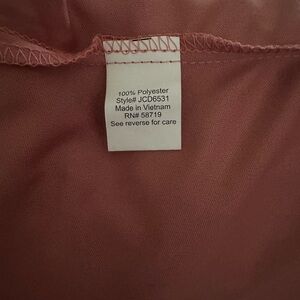 100% Polyester
Style# JCD6531
Made in Vietnam
RN# 58719
See reverse for care